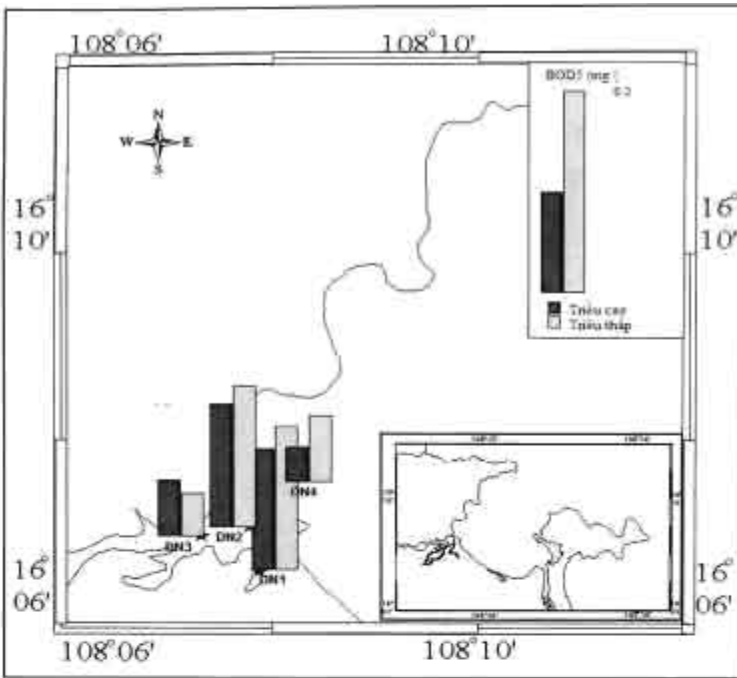 108°06' 108°10'
BOD5 (mg
0.2
N
W E
S
16°
10'
16°
10'
Triều cao
Triều thấp
DN4
DN3
DN2
DN1
16°
06'
16°
06'
108°06' 108°10'